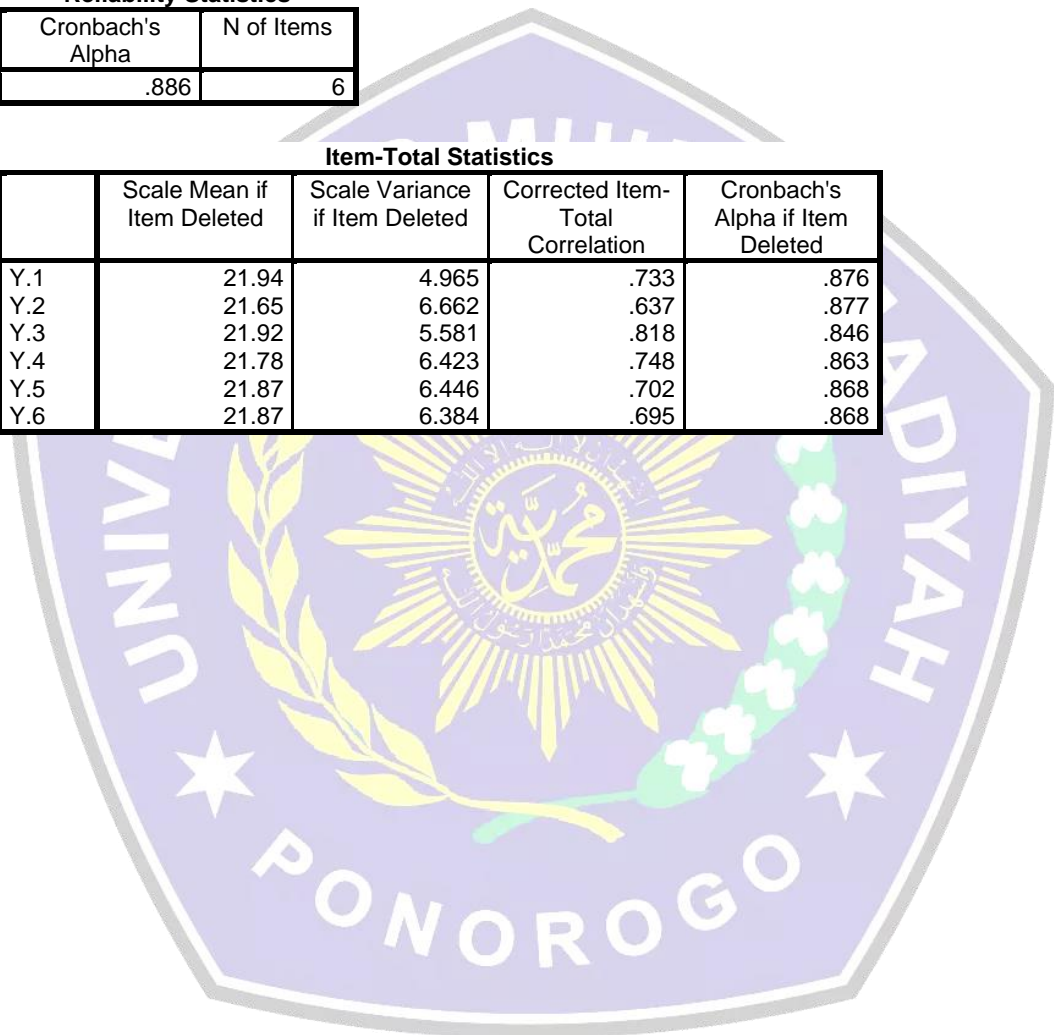 Reliability Statistics
Cronbach's Alpha N of Items
.886 6
Item-Total Statistics
Scale Mean if Item Deleted Scale Variance if Item Deleted Corrected Item-Total Correlation Cronbach's Alpha if Item Deleted
Y.1 21.94 4.965 .733 .876
Y.2 21.65 6.662 .637 .877
Y.3 21.92 5.581 .818 .846
Y.4 21.78 6.423 .748 .863
Y.5 21.87 6.446 .702 .868
Y.6 21.87 6.384 .695 .868
PONOROGO